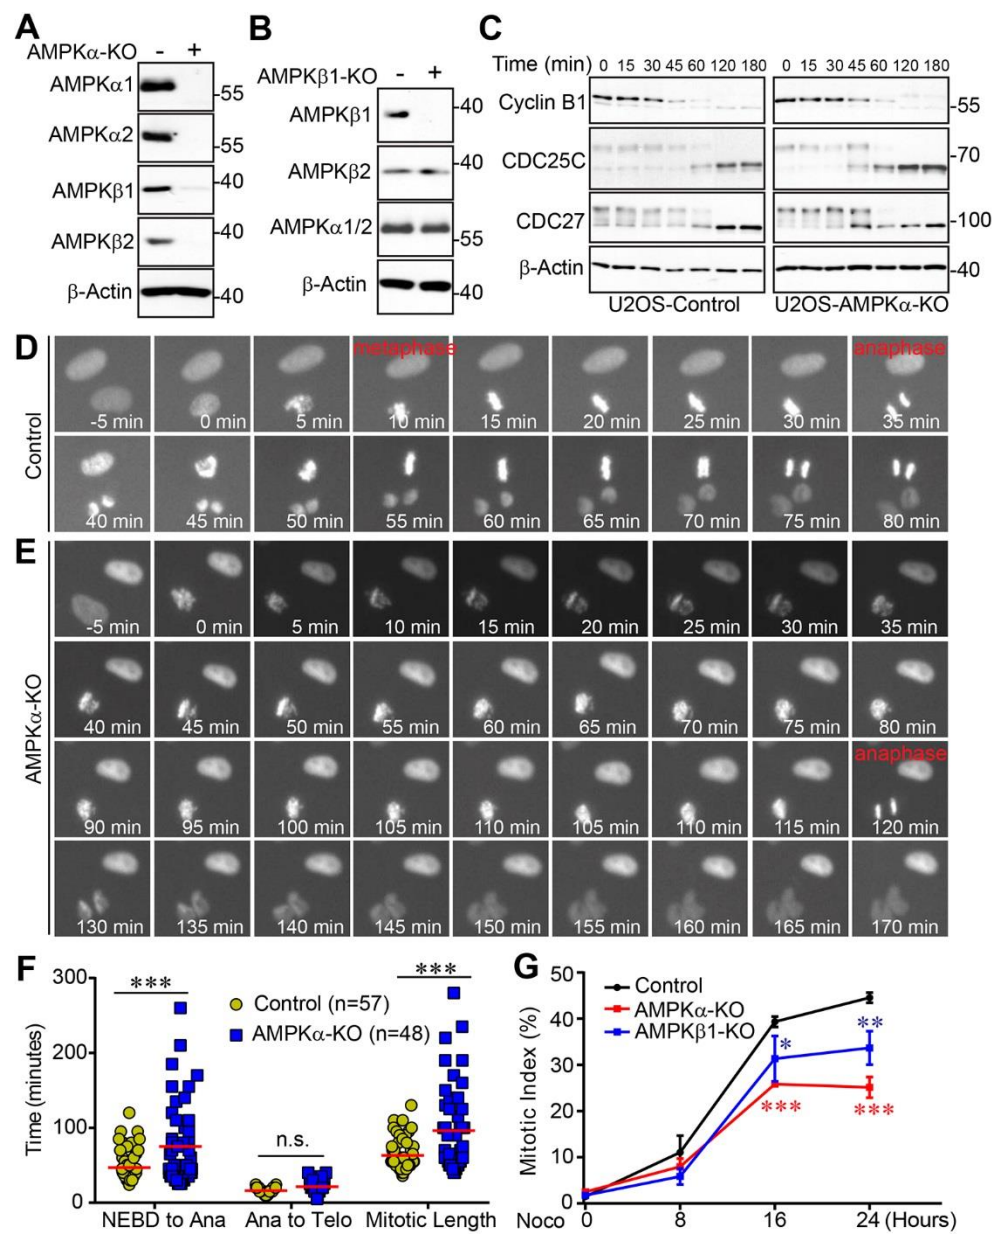 A
AMPKα-KO - +
AMPKα1
55
AMPKα2
55
AMPKβ1
40
AMPKβ2
40
β-Actin
40
B
AMPKβ1-KO - +
AMPKβ1
40
AMPKβ2
40
AMPKα1/2
55
β-Actin
40
C
Time (min) 0 15 30 45 60 120 180 0 15 30 45 60 120 180
Cyclin B1
55
CDC25C
70
CDC27
100
β-Actin
40
U2OS-Control U2OS-AMPKα-KO
D
Control
metaphase anaphase
-5 min 0 min 5 min 10 min 15 min 20 min 25 min 30 min 35 min
40 min 45 min 50 min 55 min 60 min 65 min 70 min 75 min 80 min
E
AMPKα-KO
-5 min 0 min 5 min 10 min 15 min 20 min 25 min 30 min 35 min
40 min 45 min 50 min 55 min 60 min 65 min 70 min 75 min 80 min
anaphase
90 min 95 min 100 min 105 min 110 min 105 min 110 min 115 min 120 min
130 min 135 min 140 min 145 min 150 min 155 min 160 min 165 min 170 min
F
Time (minutes)
300
200
100
0
*** ***
n.s.
Control (n=57)
AMPKα-KO (n=48)
NEBD to Ana Ana to Telo Mitotic Length
G
Mitotic Index (%)
50
40
30
20
10
0
Control
AMPKα-KO
AMPKβ1-KO
* **
*** ***
Noco 0 8 16 24 (Hours)